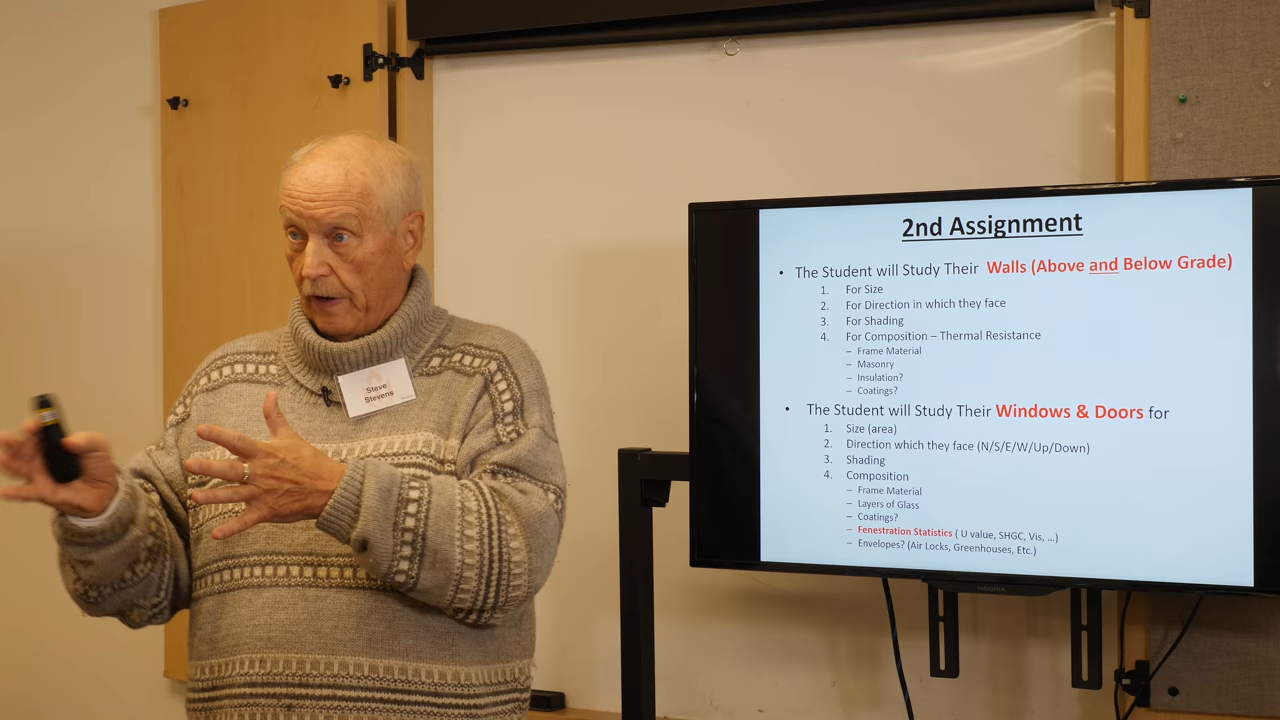 Steve
Stevens
2nd Assignment
• The Student will Study Their Walls (Above and Below Grade)
1. For Size
2. For Direction in which they face
3. For Shading
4. For Composition – Thermal Resistance
– Frame Material
– Masonry
– Insulation?
– Coatings?
• The Student will Study Their Windows & Doors for
1. Size (area)
2. Direction which they face (N/S/E/W/Up/Down)
3. Shading
4. Composition
– Frame Material
– Layers of Glass
– Coatings?
– Fenestration Statistics ( U value, SHGC, Vis, ...)
– Envelopes? (Air Locks, Greenhouses, Etc.)
INSIGNIA